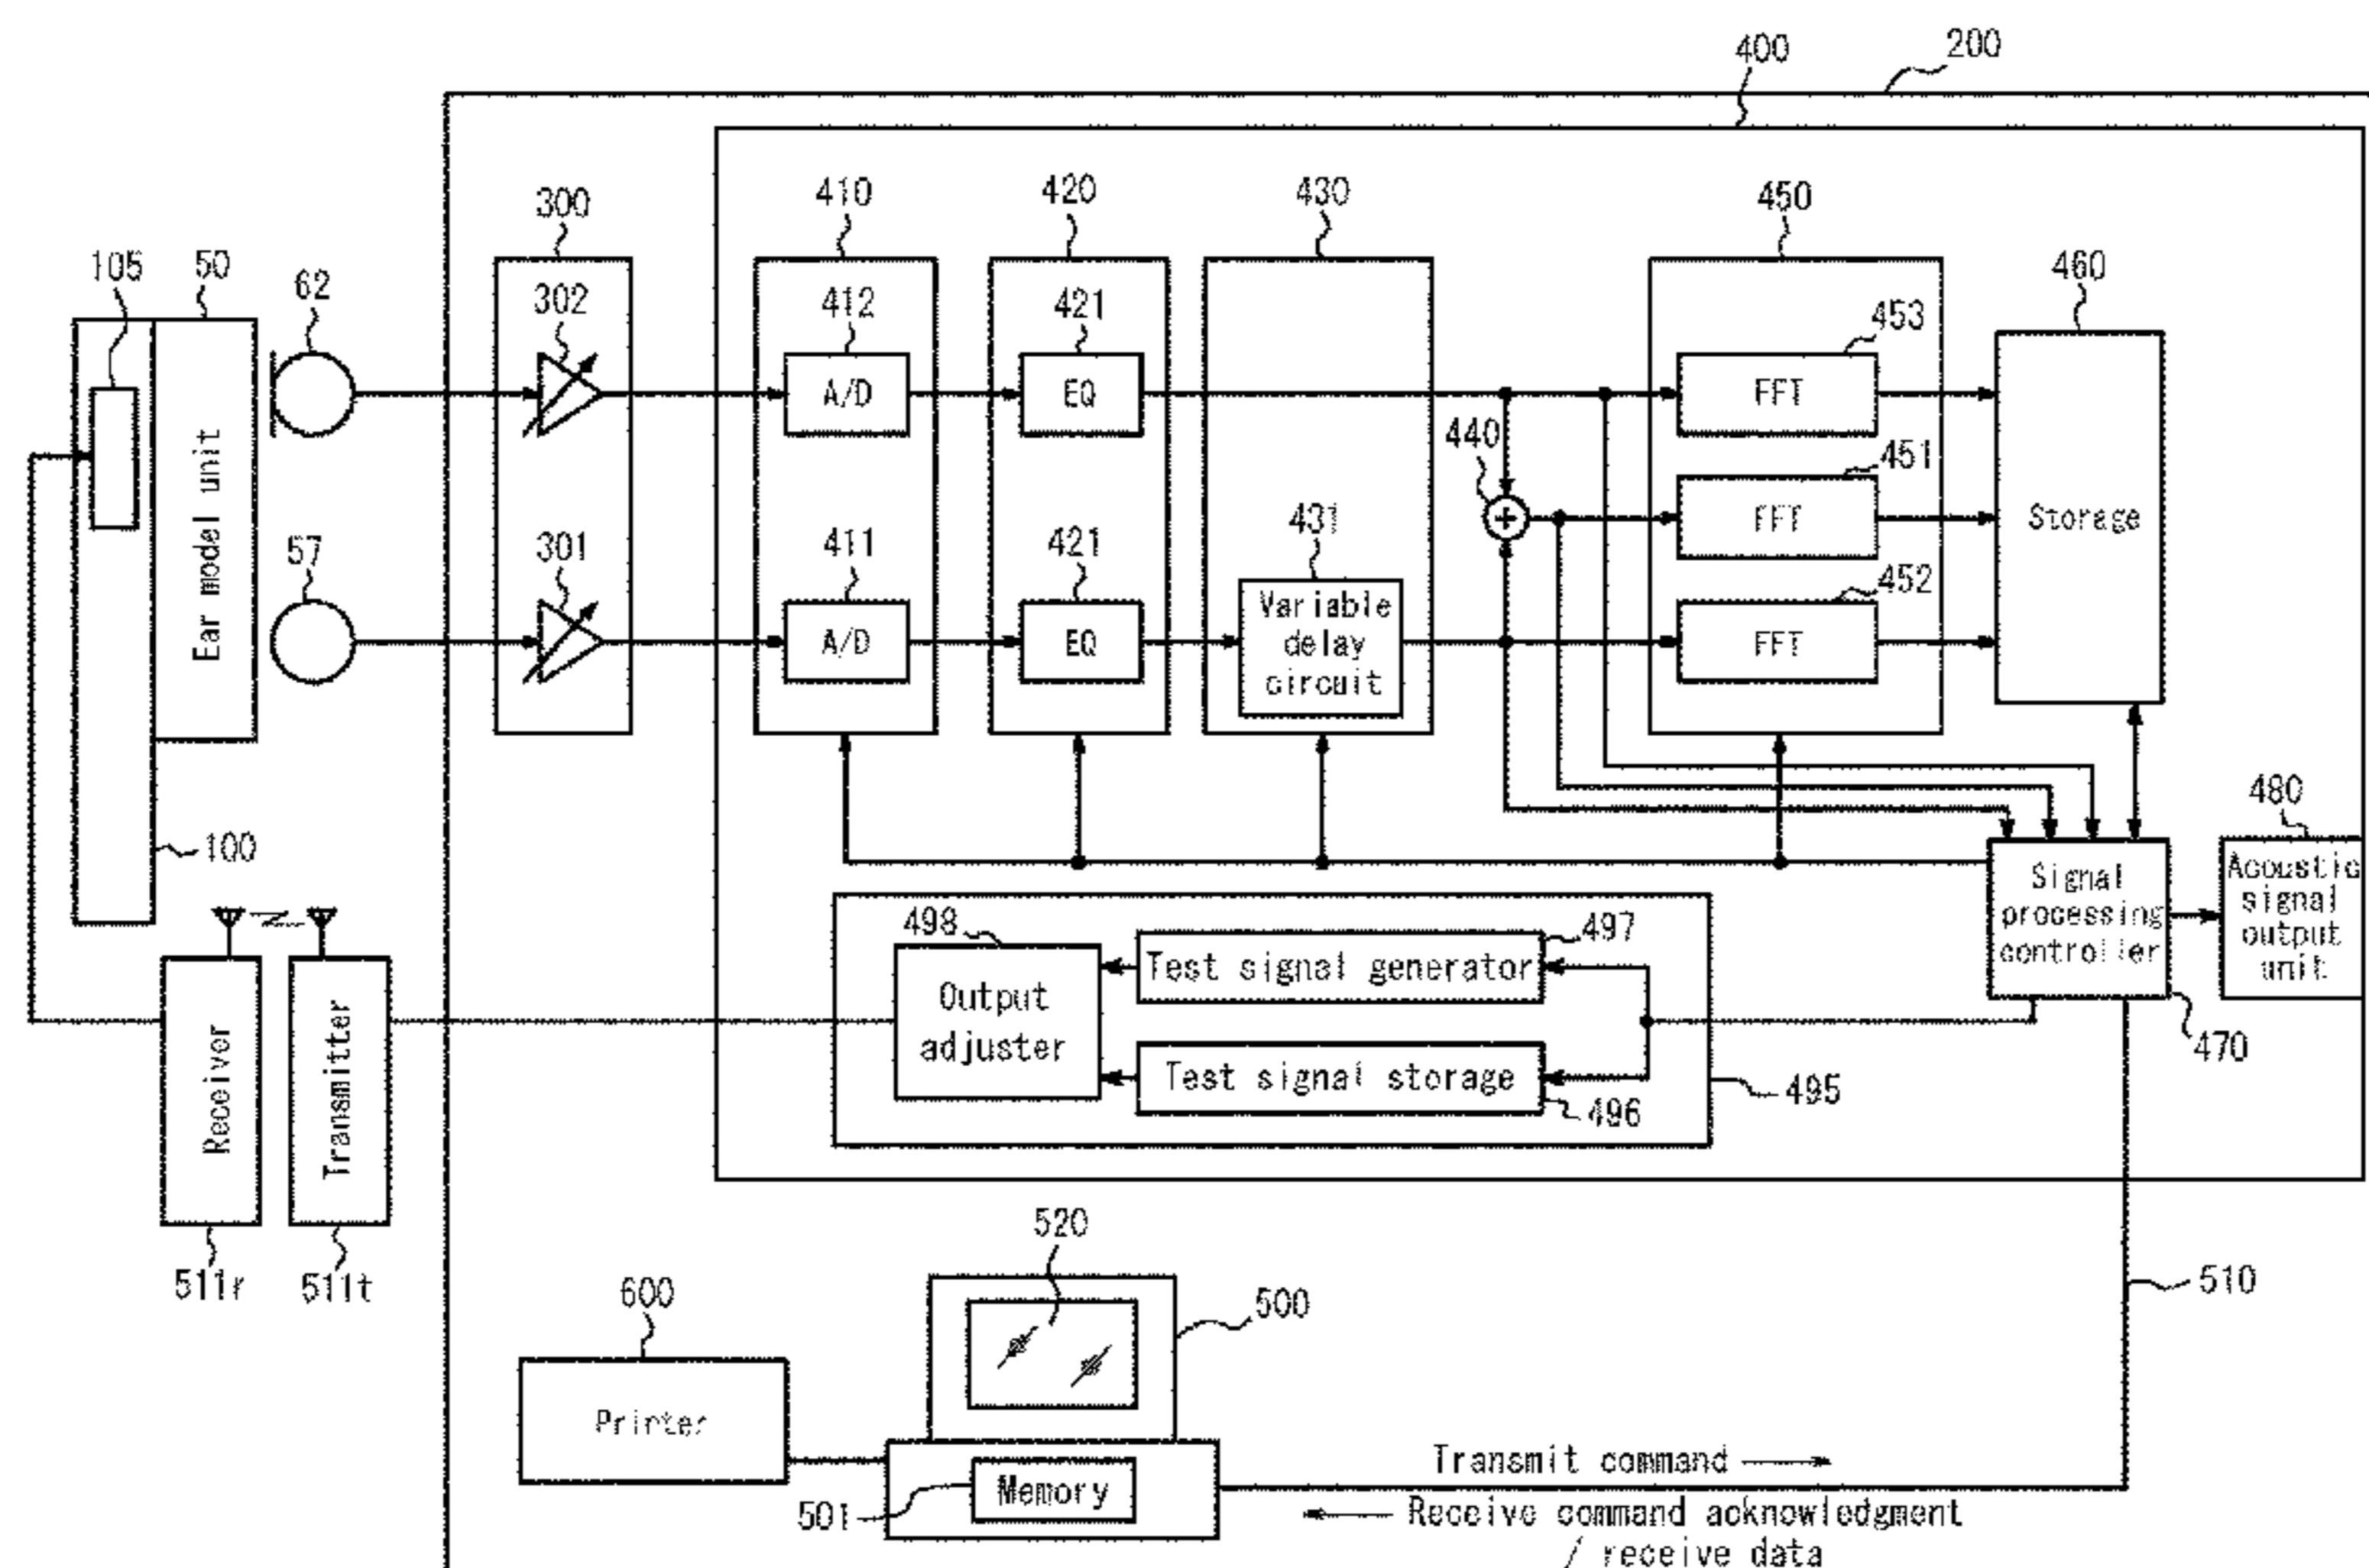 400
200
300
410
420
430
450
105
50
62
302
412
421
453
460
A/D
EQ
FFT
440
451
Ear model unit
FFT
Storage
57
301
411
421
431
452
A/D
EQ
Variable
delay
circuit
FFT
480
100
Signal
processing
controller
Acoustic
signal
output
unit
498
497
Test signal generator
Output
adjuster
470
Test signal storage
496
495
Receiver
Transmitter
511r
511t
520
510
600
500
Printer
Transmit command
Memory
501
Receive command acknowledgment
/ receive data